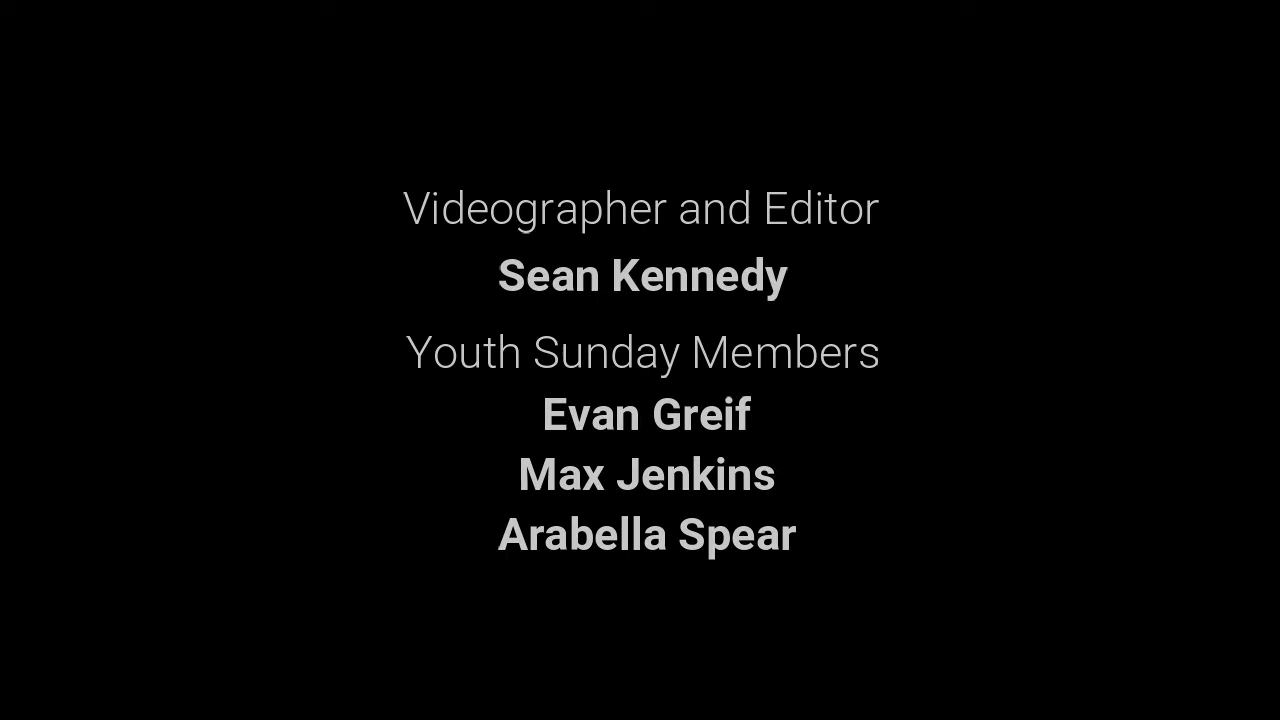 Videographer and Editor
Sean Kennedy
Youth Sunday Members
Evan Greif
Max Jenkins
Arabella Spear